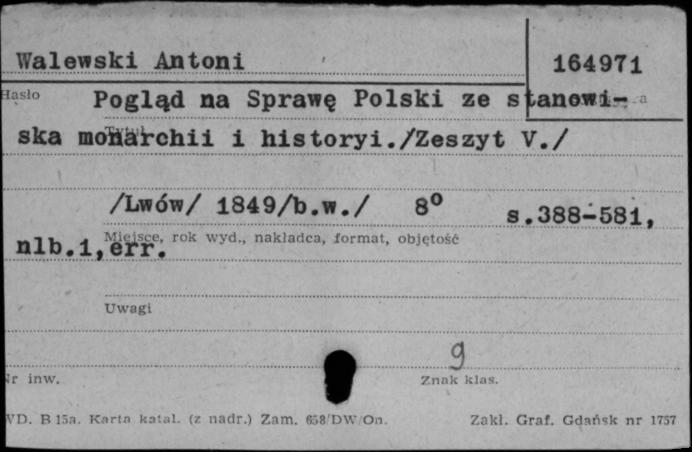 Walewski Antoni 164971
Hasło Pogląd na Sprawę Polski ze stanowi-
ska monarchii i historyi./Zeszyt V./
Tytuł
/Lwów/ 1849/b.w./ 8° s.388-581,
Miejsce, rok wyd., nakładca, format, objętość
nlb.1,err.
Uwagi
9
Nr inw. Znak klas.
WD. B 15a. Karta katal. (z nadr.) Zam. 658/DW/On. Zakł. Graf. Gdańsk nr 1757